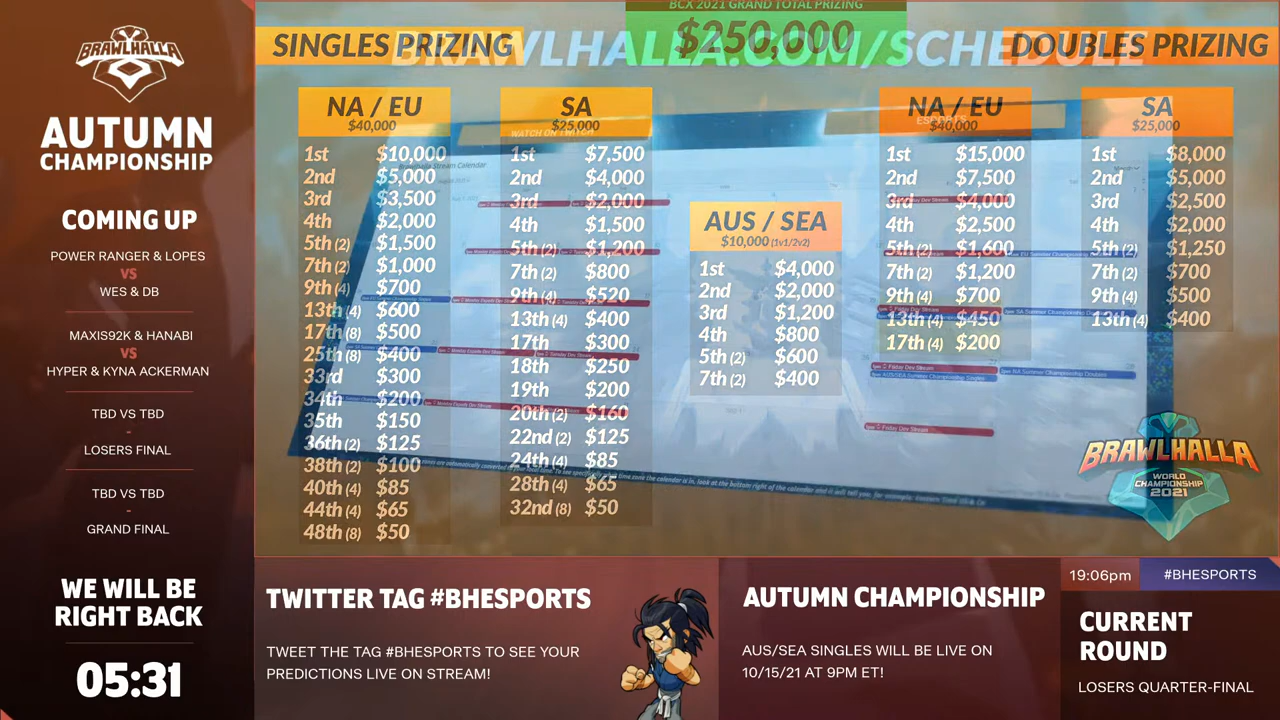 BRAWLHALLA
AUTUMN
CHAMPIONSHIP
COMING UP
POWER RANGER & LOPES
VS
WES & DB
MAXIS92K & HANABI
VS
HYPER & KYNA ACKERMAN
TBD VS TBD
-
LOSERS FINAL
TBD VS TBD
-
GRAND FINAL
WE WILL BE
RIGHT BACK
05:31
BCX 2021 GRAND TOTAL PRIZING
$250,000
BRAWLHALLA.COM/SCHEDULE
SINGLES PRIZING
NA / EU
$40,000
1st $10,000
2nd $5,000
3rd $3,500
4th $2,000
5th (2) $1,500
7th (2) $1,000
9th (4) $700
13th (4) $600
17th (8) $500
25th (8) $400
33rd $300
34th $200
35th $150
36th (2) $125
38th (2) $100
40th (4) $85
44th (4) $65
48th (8) $50
SA
$25,000
WATCH ON TWITCH
1st $7,500
2nd $4,000
3rd $2,000
4th $1,500
5th (2) $1,200
7th (2) $800
9th (4) $520
13th (4) $400
17th $300
18th $250
19th $200
20th (2) $160
22nd (2) $125
24th (4) $85
28th (4) $65
32nd (8) $50
Brawlhalla Stream Calendar
AUS / SEA
$10,000 (1v1/2v2)
1st $4,000
2nd $2,000
3rd $1,200
4th $800
5th (2) $600
7th (2) $400
DOUBLES PRIZING
NA / EU
$40,000
ESPORTS
1st $15,000
2nd $7,500
3rd $4,000
4th $2,500
5th (2) $1,600
7th (2) $1,200
9th (4) $700
13th (4) $450
17th (4) $200
SA
$25,000
1st $8,000
2nd $5,000
3rd $2,500
4th $2,000
5th (2) $1,250
7th (2) $700
9th (4) $500
13th (4) $400
BRAWLHALLA
WORLD
CHAMPIONSHIP
2021
TWITTER TAG #BHESPORTS
TWEET THE TAG #BHESPORTS TO SEE YOUR
PREDICTIONS LIVE ON STREAM!
AUTUMN CHAMPIONSHIP
AUS/SEA SINGLES WILL BE LIVE ON
10/15/21 AT 9PM ET!
19:06pm
#BHESPORTS
CURRENT
ROUND
LOSERS QUARTER-FINAL